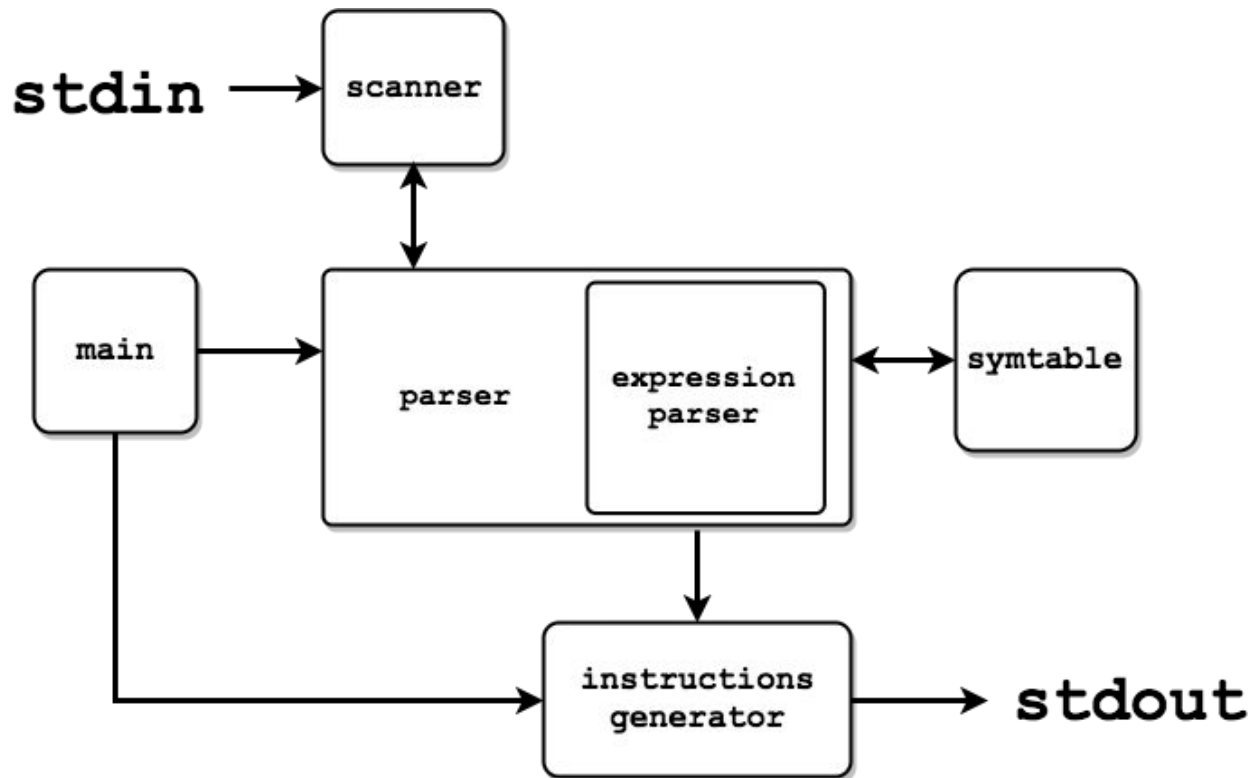 stdin
scanner
main
parser
expression
parser
symtable
instructions
generator
stdout